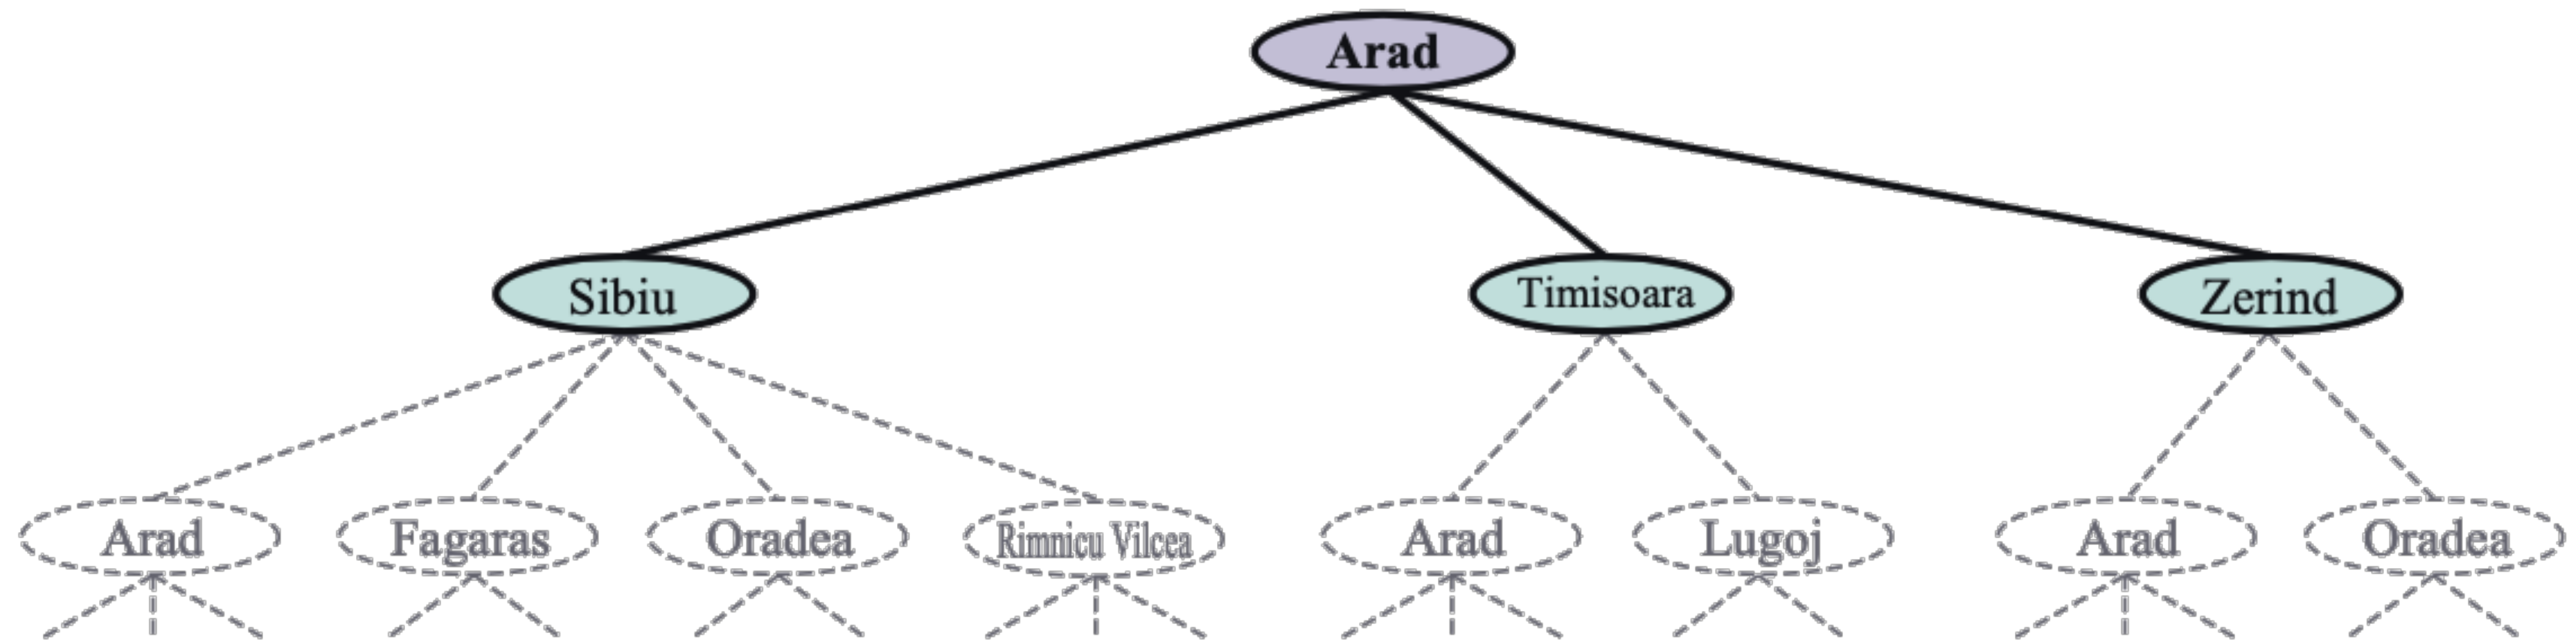 Arad
Sibiu Timisoara Zerind
Arad Fagaras Oradea Rimnicu Vilcea Arad Lugoj Arad Oradea